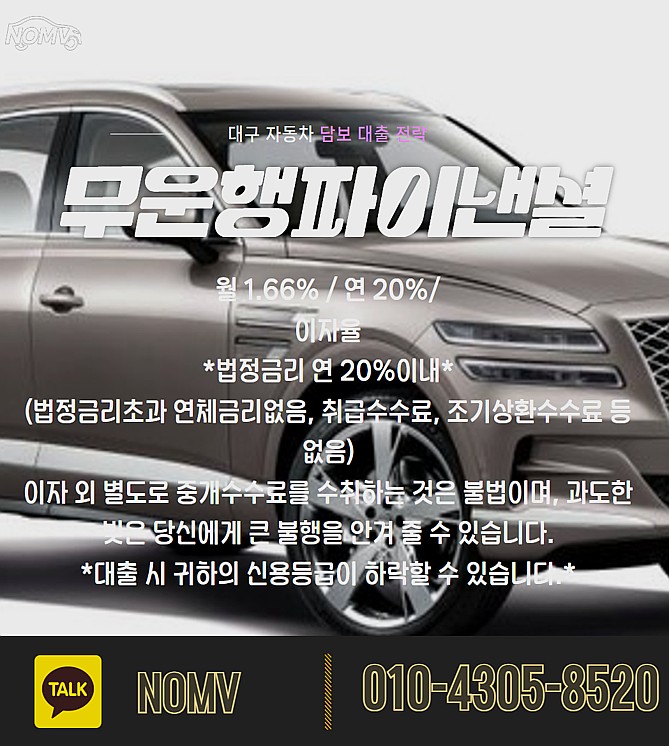 NOMV
대구 자동차 담보 대출 전략
무운행파이낸셜
월 1.66% / 연 20%/
이자율
*법정금리 연 20%이내*
(법정금리초과 연체금리없음, 취급수수료, 조기상환수수료 등
없음)
이자 외 별도로 중개수수료를 수취하는 것은 불법이며, 과도한
빚은 당신에게 큰 불행을 안겨 줄 수 있습니다.
*대출 시 귀하의 신용등급이 하락할 수 있습니다.*
TALK NOMV 010-4305-8520